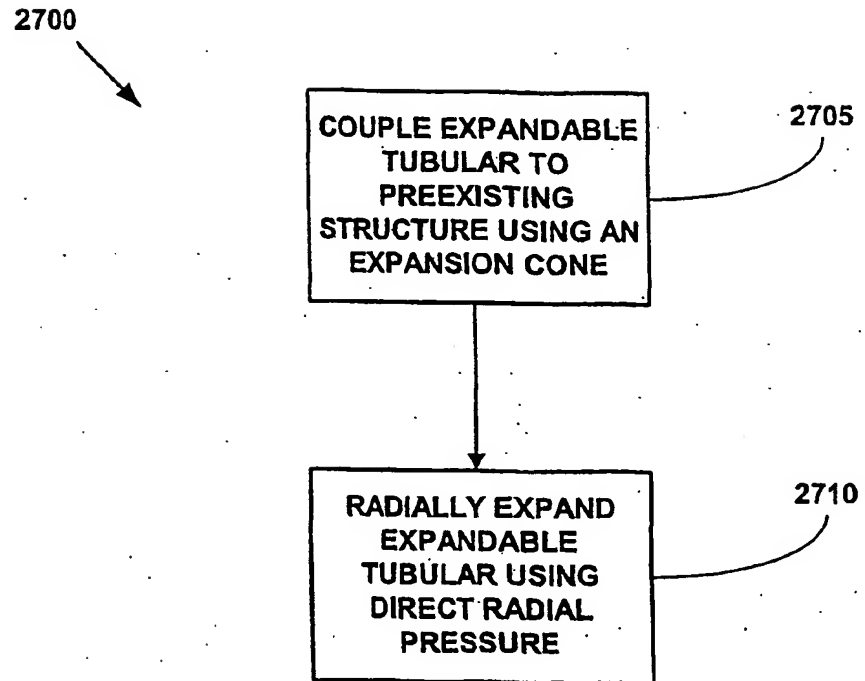 2700
COUPLE EXPANDABLE
TUBULAR TO
PREEXISTING
STRUCTURE USING AN
EXPANSION CONE
2705
RADIALLY EXPAND
EXPANDABLE
TUBULAR USING
DIRECT RADIAL
PRESSURE
2710